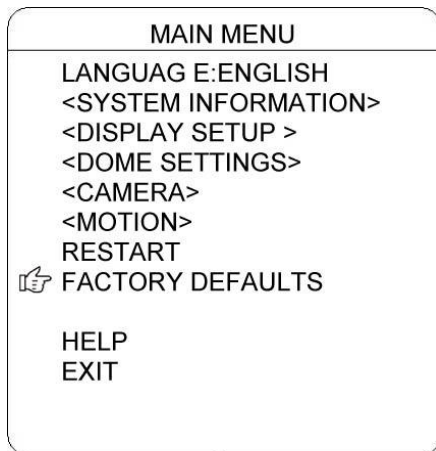 MAIN MENU
LANGUAG E:ENGLISH
<SYSTEM INFORMATION>
<DISPLAY SETUP >
<DOME SETTINGS>
<CAMERA>
<MOTION>
RESTART
FACTORY DEFAULTS
HELP
EXIT